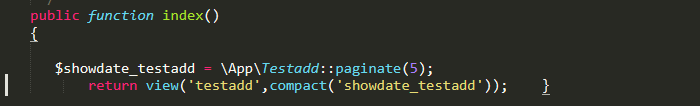 public function index()
{
$showdate_testadd = \App\Testadd::paginate(5);
return view('testadd',compact('showdate_testadd')); }